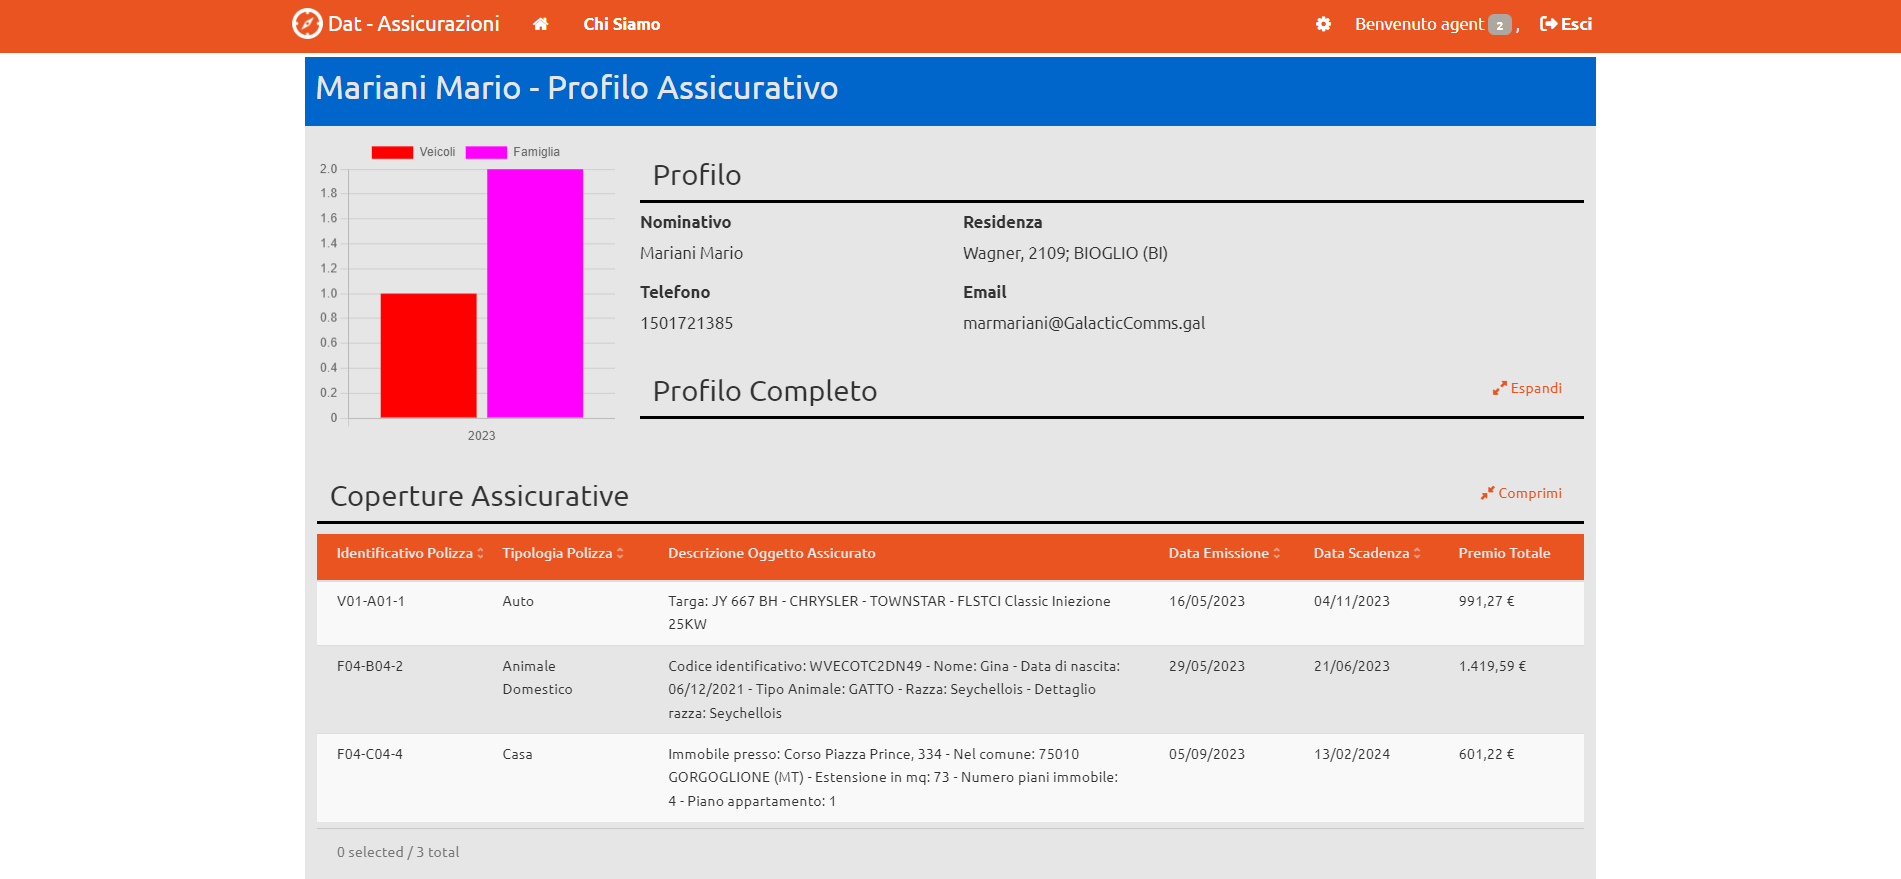 Dat - Assicurazioni
Chi Siamo
Benvenuto agent 2 ,
Esci
Mariani Mario - Profilo Assicurativo
Veicoli
Famiglia
2.0
1.8
1.6
1.4
1.2
1.0
0.8
0.6
0.4
0.2
0
2023
Profilo
Nominativo
Residenza
Mariani Mario
Wagner, 2109; BIOGLIO (BI)
Telefono
Email
1501721385
marmariani@GalacticComms.gal
Profilo Completo
Espandi
Coperture Assicurative
Comprimi
Identificativo Polizza
Tipologia Polizza
Descrizione Oggetto Assicurato
Data Emissione
Data Scadenza
Premio Totale
V01-A01-1
Auto
Targa: JY 667 BH - CHRYSLER - TOWNSTAR - FLSTCI Classic Iniezione
25KW
16/05/2023
04/11/2023
991,27 €
F04-B04-2
Animale
Domestico
Codice identificativo: WVECOTC2DN49 - Nome: Gina - Data di nascita:
06/12/2021 - Tipo Animale: GATTO - Razza: Seychellois - Dettaglio
razza: Seychellois
29/05/2023
21/06/2023
1.419,59 €
F04-C04-4
Casa
Immobile presso: Corso Piazza Prince, 334 - Nel comune: 75010
GORGOGLIONE (MT) - Estensione in mq: 73 - Numero piani immobile:
4 - Piano appartamento: 1
05/09/2023
13/02/2024
601,22 €
0 selected / 3 total